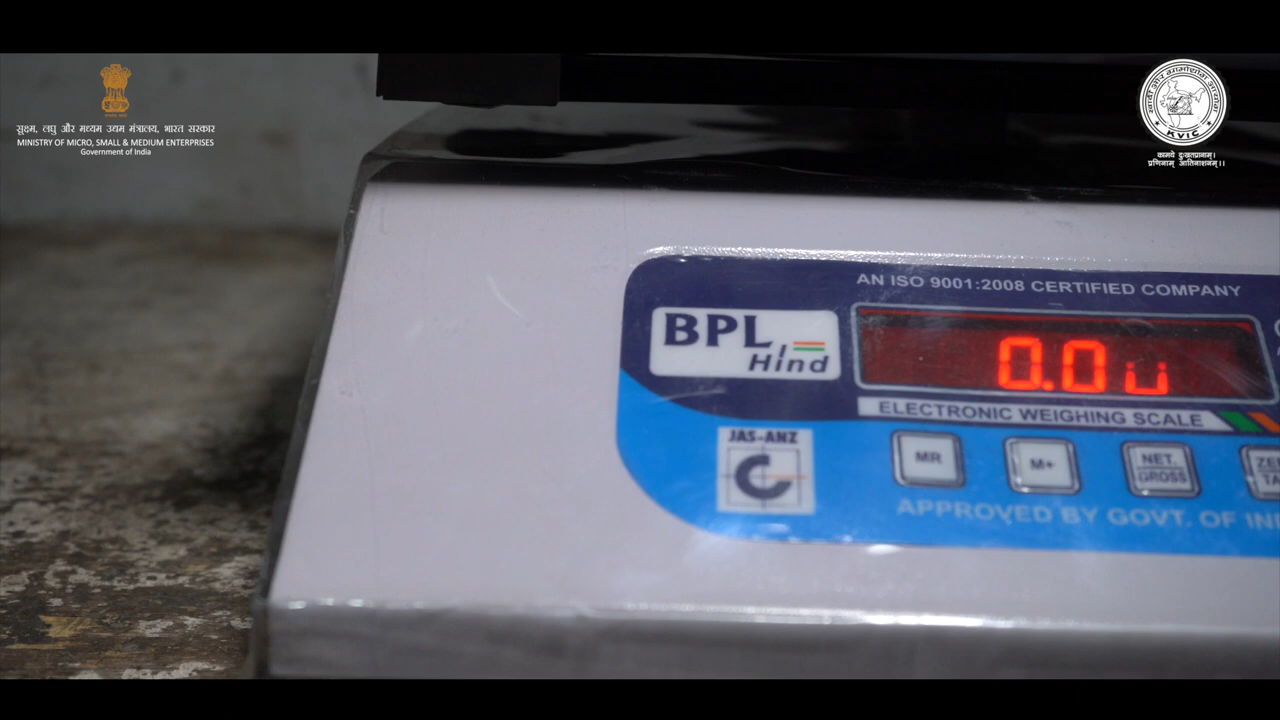 सूक्ष्म, लघु और मध्यम उद्यम मंत्रालय, भारत सरकार
MINISTRY OF MICRO, SMALL & MEDIUM ENTERPRISES
Government of India
KVIC
AN ISO 9001:2008 CERTIFIED COMPANY
BPL
Hind
0.0
ELECTRONIC WEIGHING SCALE
JAS-ANZ
MR
M+
NET.
GROSS
APPROVED BY GOVT. OF